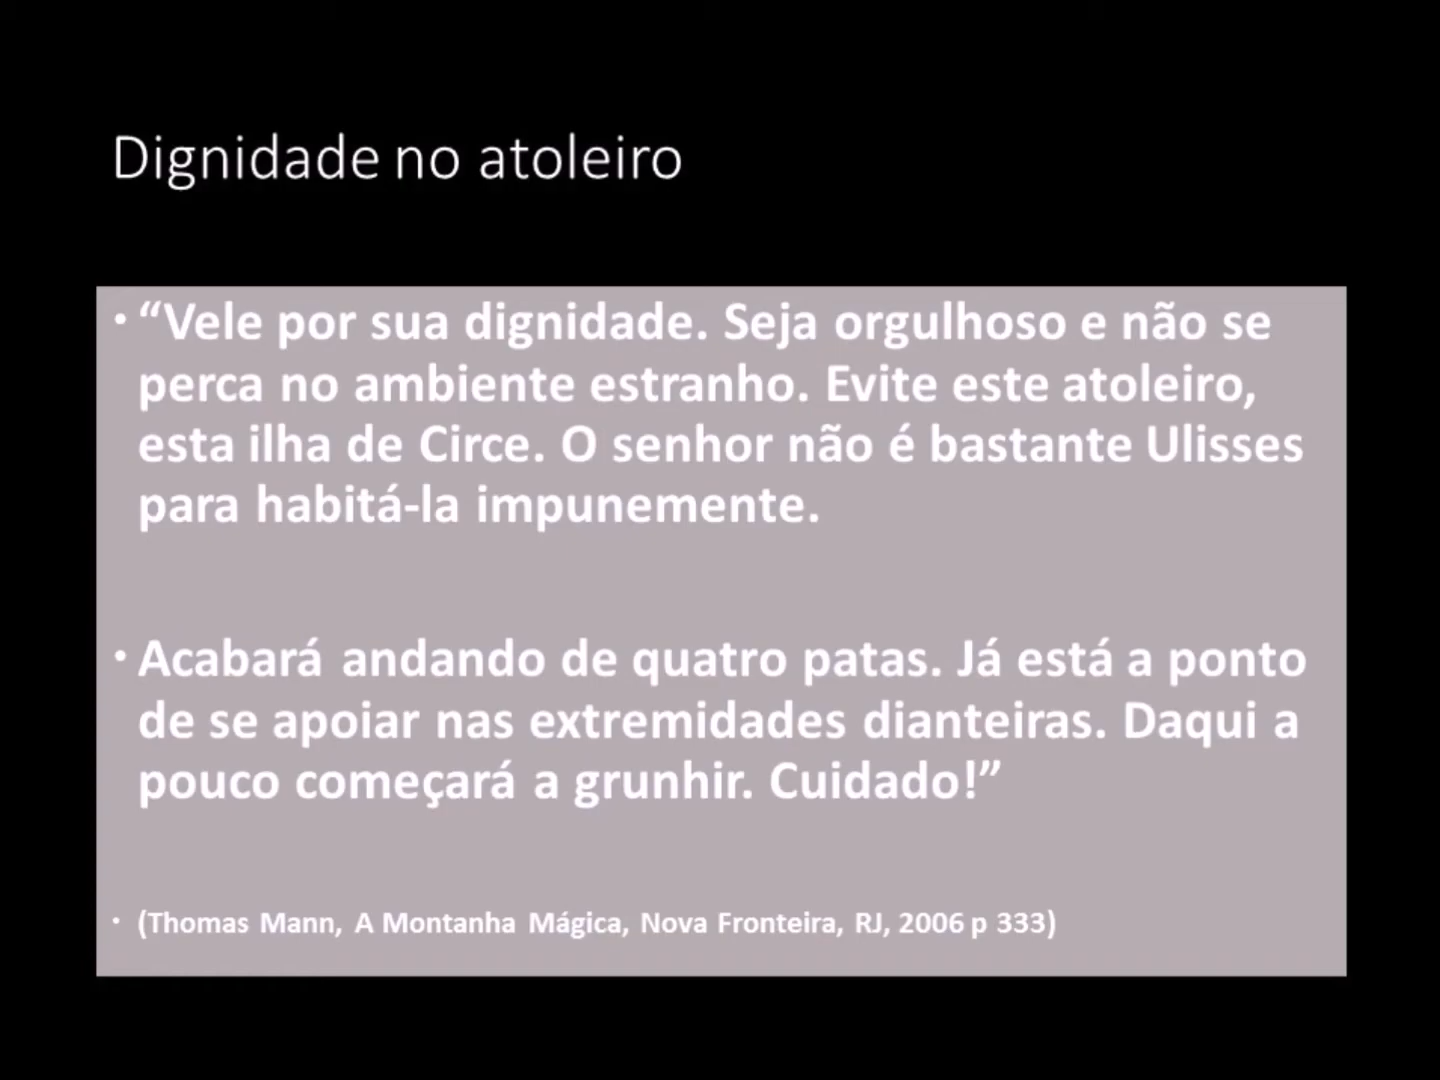 Dignidade no atoleiro
• “Vele por sua dignidade. Seja orgulhoso e não se
perca no ambiente estranho. Evite este atoleiro,
esta ilha de Circe. O senhor não é bastante Ulisses
para habitá-la impunemente.
• Acabará andando de quatro patas. Já está a ponto
de se apoiar nas extremidades dianteiras. Daqui a
pouco começará a grunhir. Cuidado!”
• (Thomas Mann, A Montanha Mágica, Nova Fronteira, RJ, 2006 p 333)